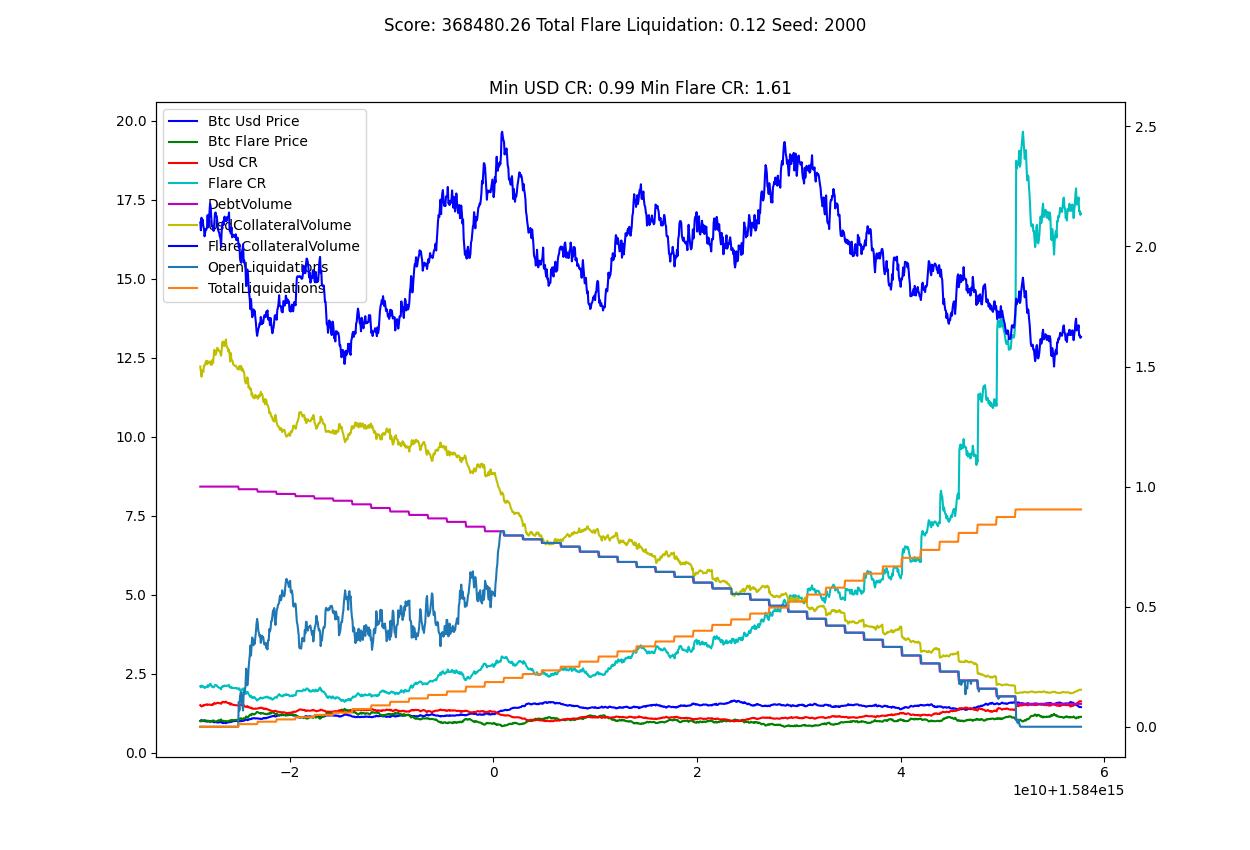 Score: 368480.26 Total Flare Liquidation: 0.12 Seed: 2000
Min USD CR: 0.99 Min Flare CR: 1.61
20.0
17.5
15.0
12.5
10.0
7.5
5.0
2.5
0.0
Btc Usd Price
Btc Flare Price
Usd CR
Flare CR
DebtVolume
UsdCollateralVolume
FlareCollateralVolume
OpenLiquidations
TotalLiquidations
2.5
2.0
1.5
1.0
0.5
0.0
−2 0 2 4 6
1e10+1.584e15